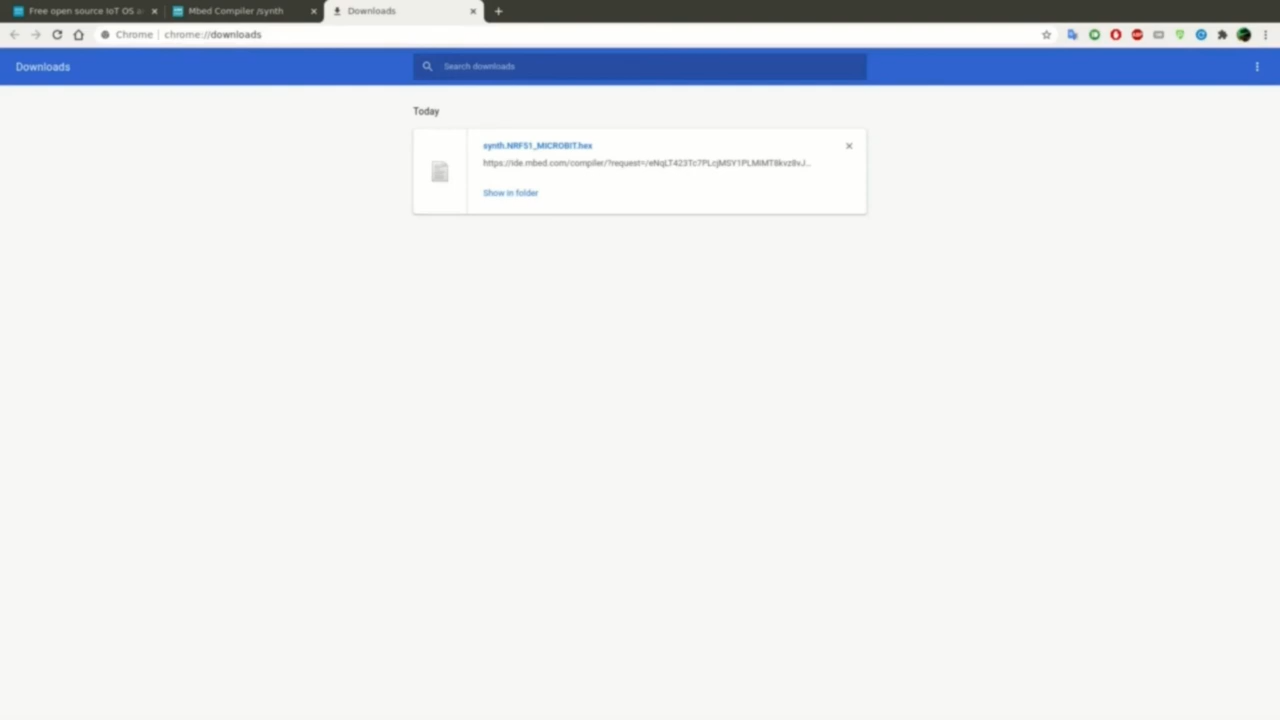 Free open source IoT OS a
Mbed Compiler /synth
Downloads
Chrome
chrome://downloads
Downloads
Search downloads
Today
synth.NRF51_MICROBIT.hex
Show in folder